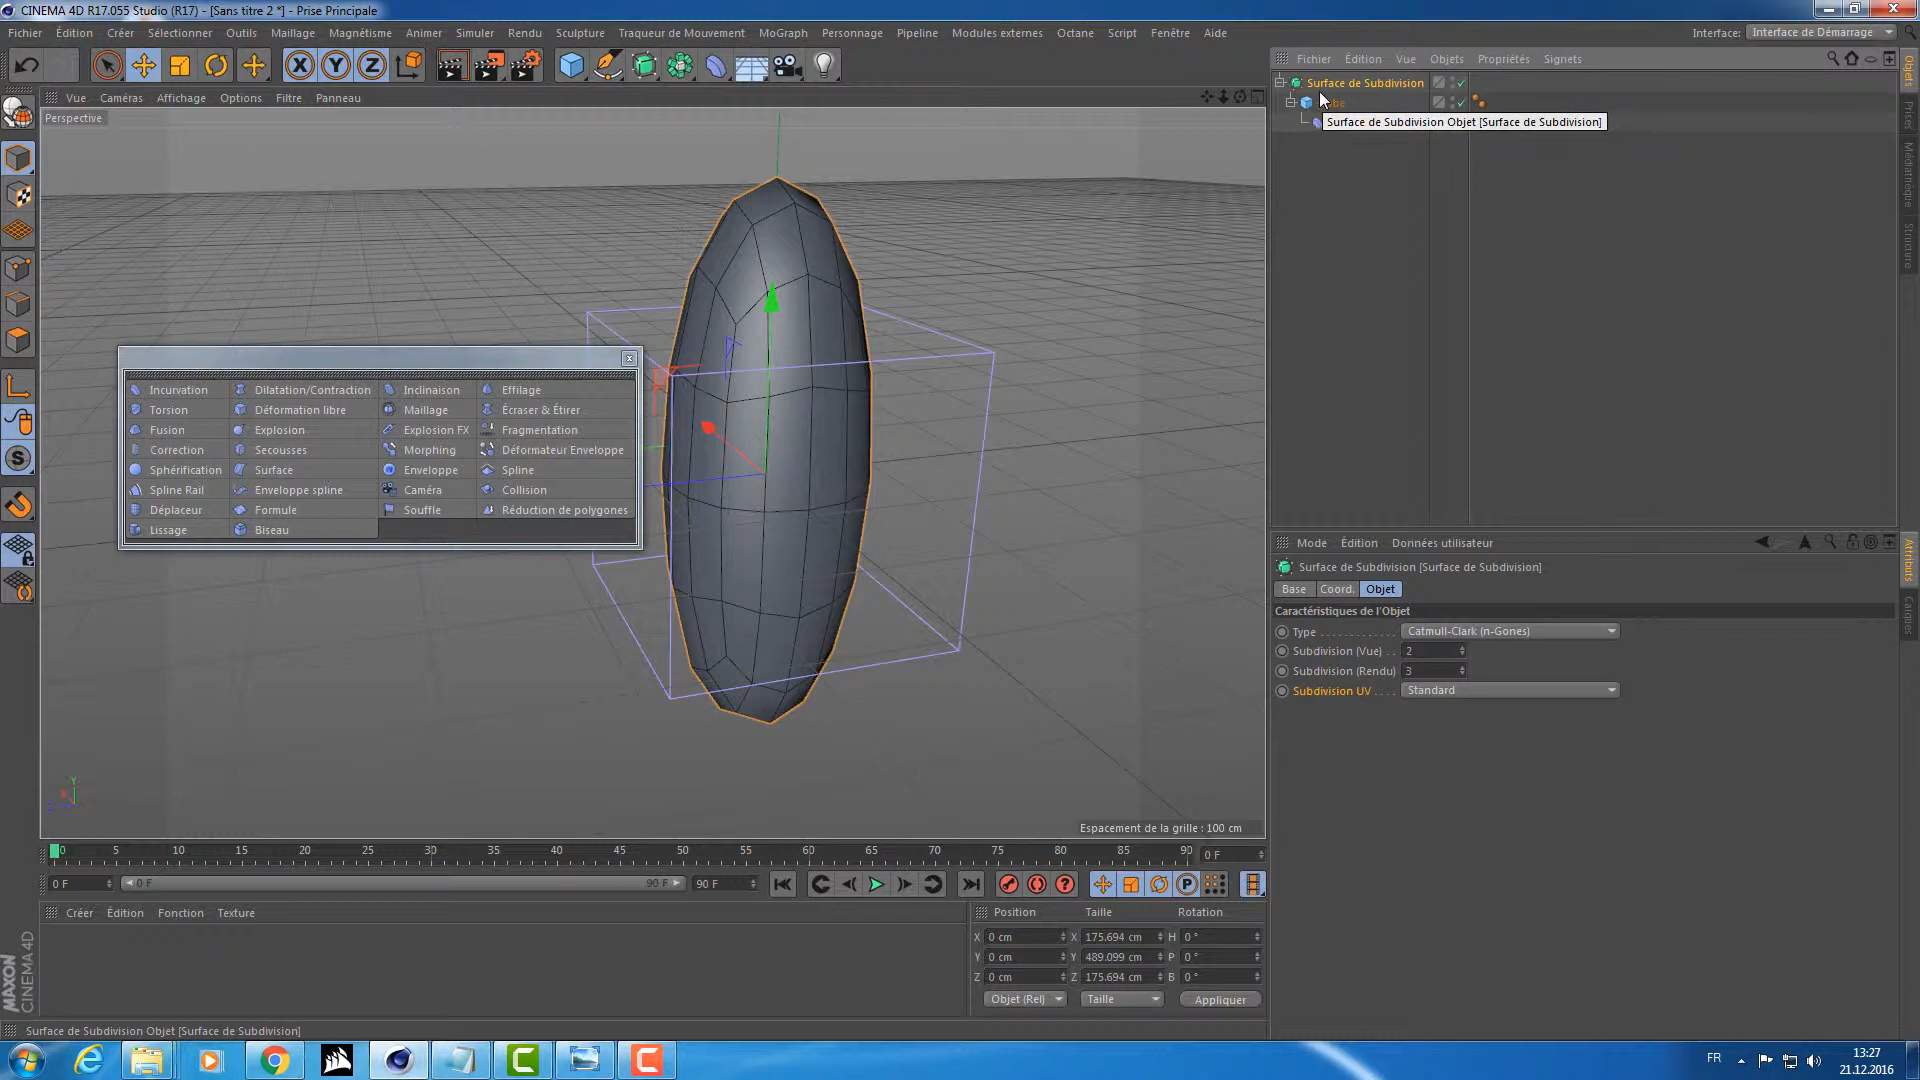 CINEMA 4D R17.055 Studio (R17) - [Sans titre 2 *] - Prise Principale
Fichier Édition Créer Sélectionner Outils Maillage Magnétisme Animer Simuler Rendu Sculpture Traqueur de Mouvement MoGraph Personnage Pipeline Modules externes Octane Script Fenêtre Aide
Interface: Interface de Démarrage
Fichier Édition Vue Objets Propriétés Signets
Surface de Subdivision
Surface de Subdivision Objet [Surface de Subdivision]
Objets
Prises
Médiathèque
Structure
Vue Caméras Affichage Options Filtre Panneau
Perspective
Incurvation Dilatation/Contraction Inclinaison Effilage
Torsion Déformation libre Maillage Écraser & Étirer
Fusion Explosion Explosion FX Fragmentation
Correction Secousses Morphing Déformateur Enveloppe
Sphérification Surface Enveloppe Spline
Spline Rail Enveloppe spline Caméra Collision
Déplaceur Formule Souffle Réduction de polygones
Lissage Biseau
Espacement de la grille : 100 cm
Mode Édition Données utilisateur
Surface de Subdivision [Surface de Subdivision]
Base Coord. Objet
Caractéristiques de l'Objet
Type Catmull-Clark (n-Gones)
Subdivision (Vue) 2
Subdivision (Rendu) 3
Subdivision UV Standard
Attributs
Calques
0 5 10 15 20 25 30 35 40 45 50 55 60 65 70 75 80 85 90 0 F
0 F 0 F 90 F 90 F
Créer Édition Fonction Texture
Position Taille Rotation
X 0 cm X 175.694 cm H 0 °
Y 0 cm Y 489.099 cm P 0 °
Z 0 cm Z 175.694 cm B 0 °
Objet (Rel) Taille Appliquer
MAXON CINEMA 4D
Surface de Subdivision Objet [Surface de Subdivision]
FR 13:27
21.12.2016